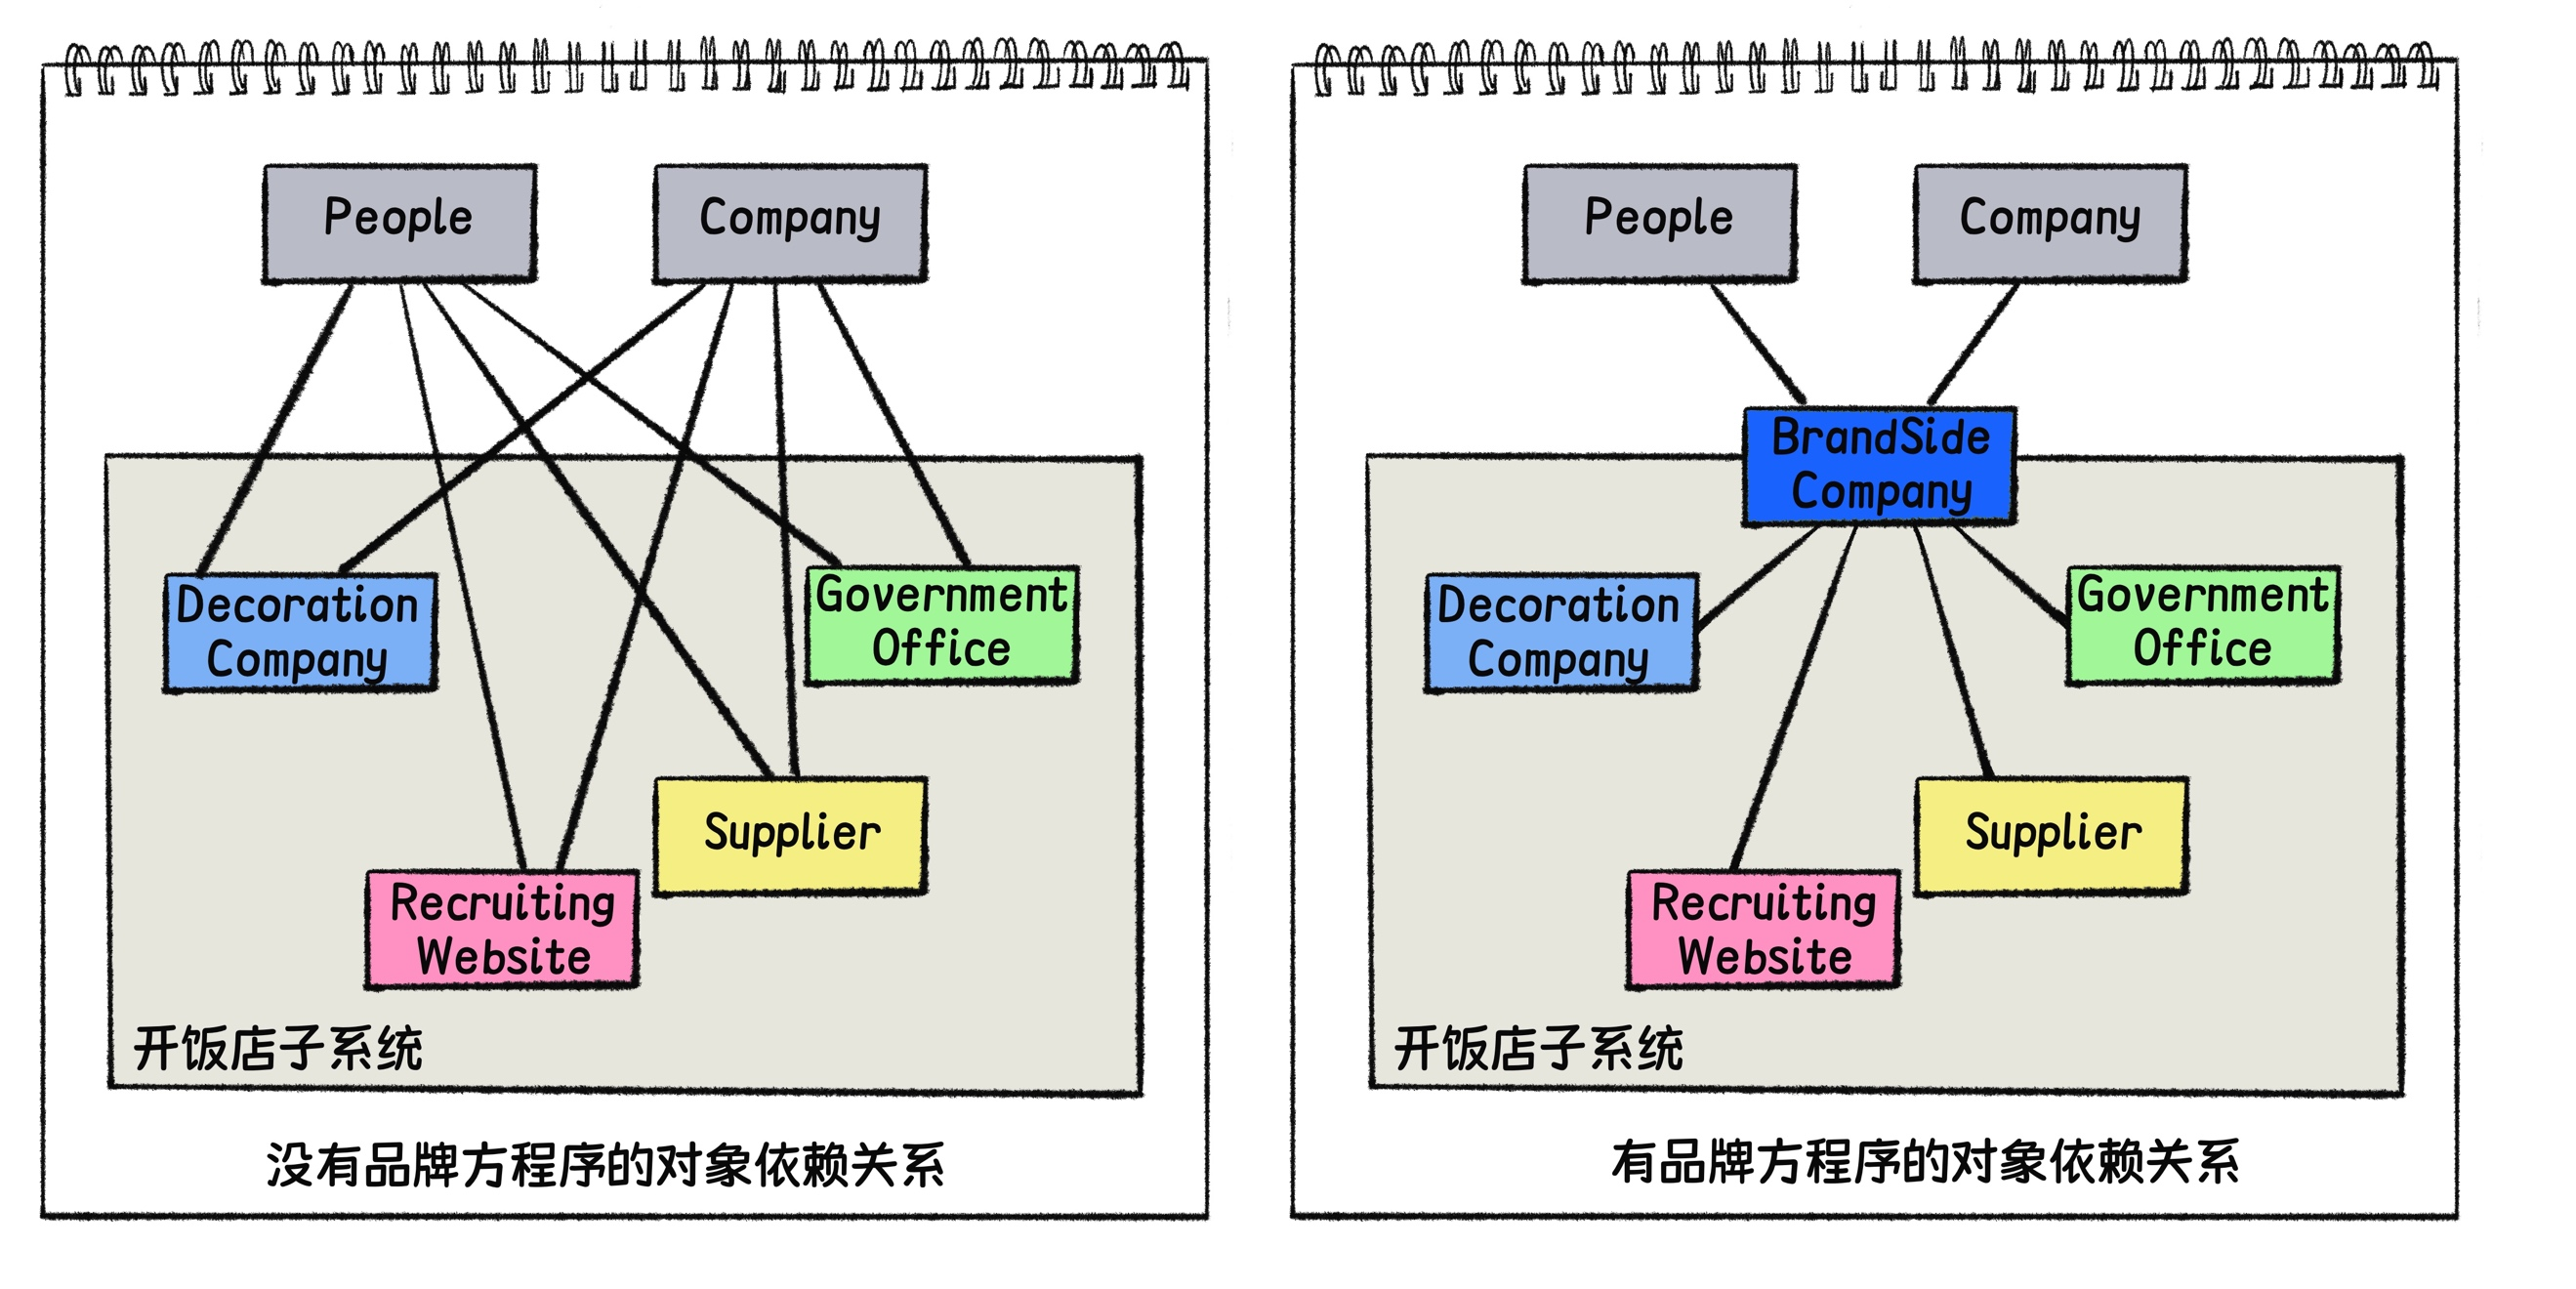 People
Company
Decoration
Company
Government
Office
Supplier
Recruiting
Website
开饭店子系统
没有品牌方程序的对象依赖关系
People
Company
BrandSide
Company
Decoration
Company
Government
Office
Supplier
Recruiting
Website
开饭店子系统
有品牌方程序的对象依赖关系